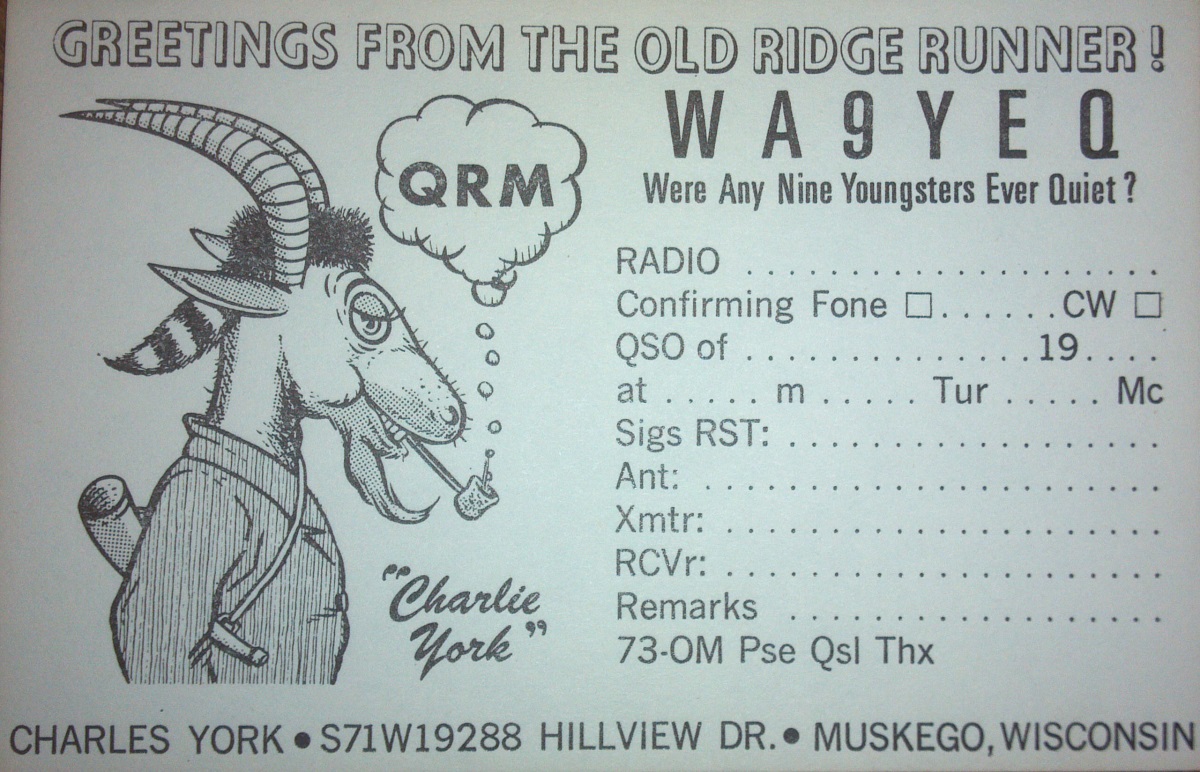 GREETINGS FROM THE OLD RIDGE RUNNER!
QRM
WA9YEQ
Were Any Nine Youngsters Ever Quiet?
RADIO ......................
Confirming Fone □......CW □
QSO of ...............19....
at ..... m ..... Tur ..... Mc
Sigs RST: ..................
Ant: ......................
Xmtr: .....................
RCVr: .....................
Remarks ..................
73-OM Pse Qsl Thx
"Charlie
York"
CHARLES YORK • S71W19288 HILLVIEW DR. • MUSKEGO, WISCONSIN